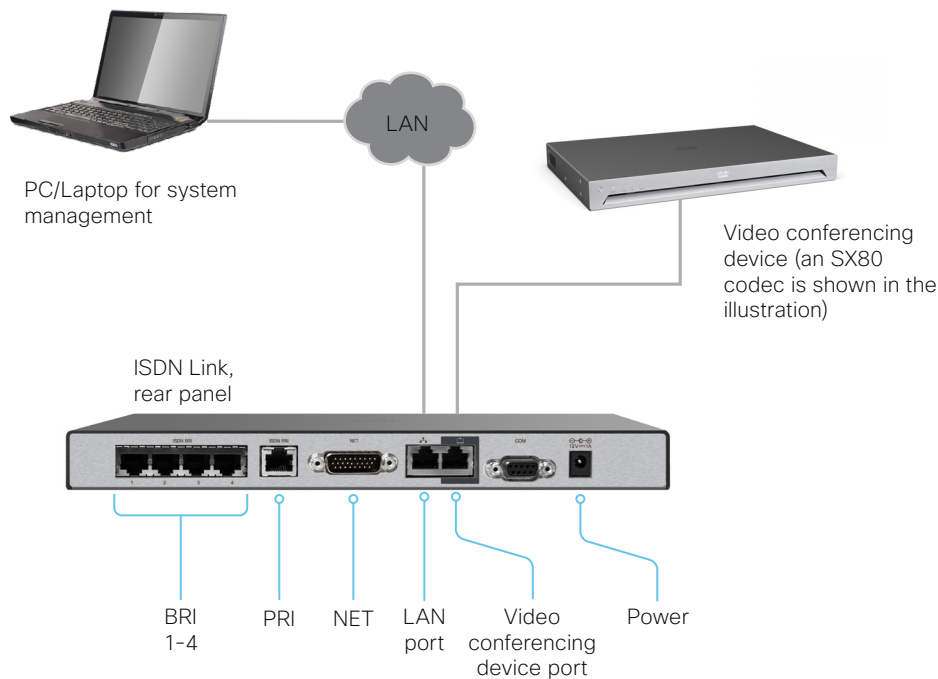 LAN
PC/Laptop for system
management
Video conferencing
device (an SX80
codec is shown in the
illustration)
ISDN Link,
rear panel
ISDN BRI
ISDN PRI
NET
COM
12V⎓1A
1 2 3 4
BRI
1-4
PRI
NET
LAN
port
Video
conferencing
device port
Power